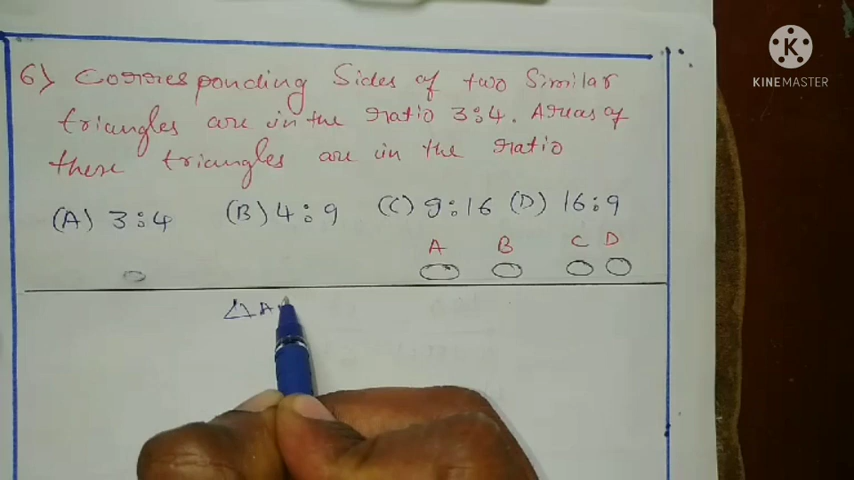 6) Corresponding Sides of two Similar
triangles are in the ratio 3:4. Areas of
these triangles are in the ratio
(A) 3:4 (B) 4:9 (C) 9:16 (D) 16:9
A B C D
△ A
K
KINEMASTER